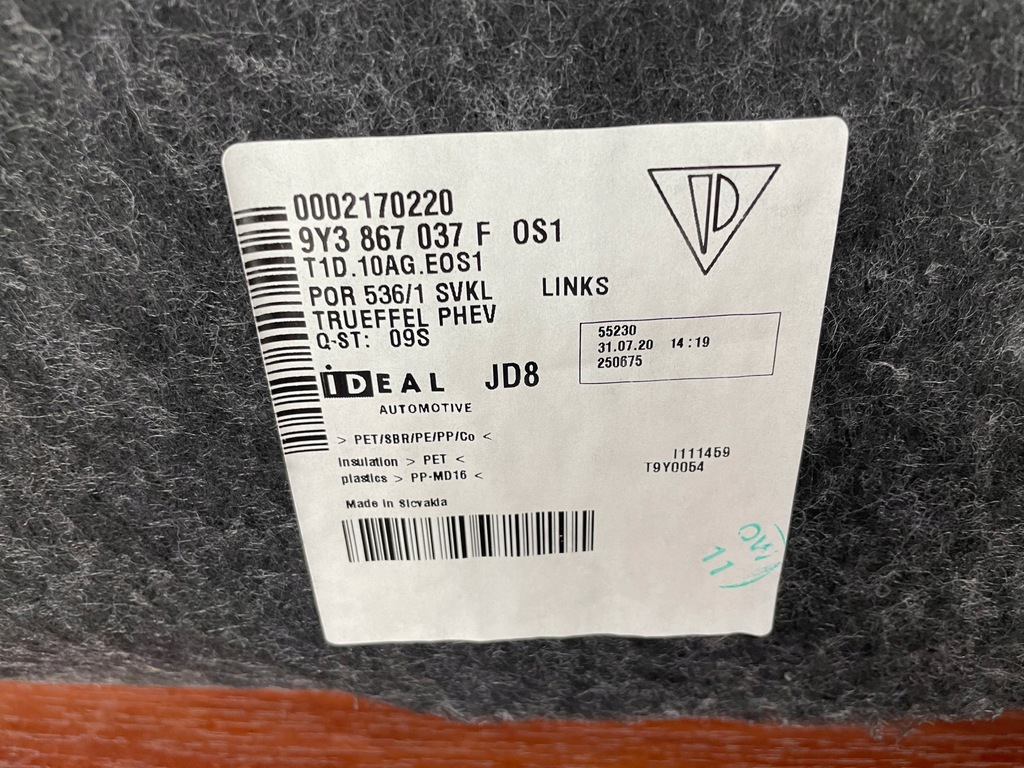 0002170220
9Y3 867 037 F OS1
T1D.10AG.EOS1
POR 536/1 SVKL LINKS
TRUEFFEL PHEV
Q-ST: 09S
55230
31.07.20 14:19
250675
iDEAL JD8
AUTOMOTIVE
> PET/SBR/PE/PP/Co <
Insulation > PET <
plastics > PP-MD16 <
I111459
T9Y0054
Made in Slovakia
QW
11